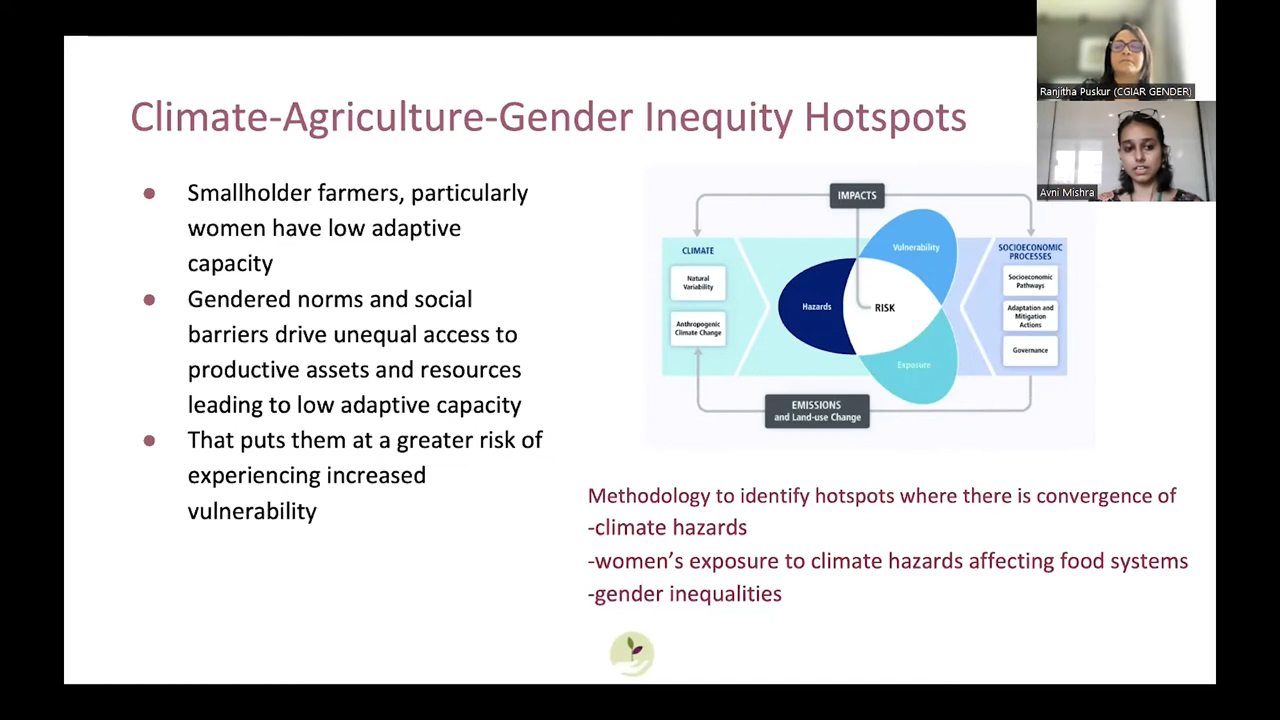 Climate-Agriculture-Gender Inequity Hotspots
● Smallholder farmers, particularly
women have low adaptive
capacity
● Gendered norms and social
barriers drive unequal access to
productive assets and resources
leading to low adaptive capacity
● That puts them at a greater risk of
experiencing increased
vulnerability
IMPACTS
CLIMATE
Natural
Variability
Anthropogenic
Climate Change
Vulnerability
Hazards
RISK
Exposure
SOCIOECONOMIC
PROCESSES
Socioeconomic
Pathways
Adaptation and
Mitigation
Actions
Governance
EMISSIONS
and Land-use Change
Methodology to identify hotspots where there is convergence of
-climate hazards
-women’s exposure to climate hazards affecting food systems
-gender inequalities
Ranjitha Puskur (CGIAR GENDER)
Avni Mishra